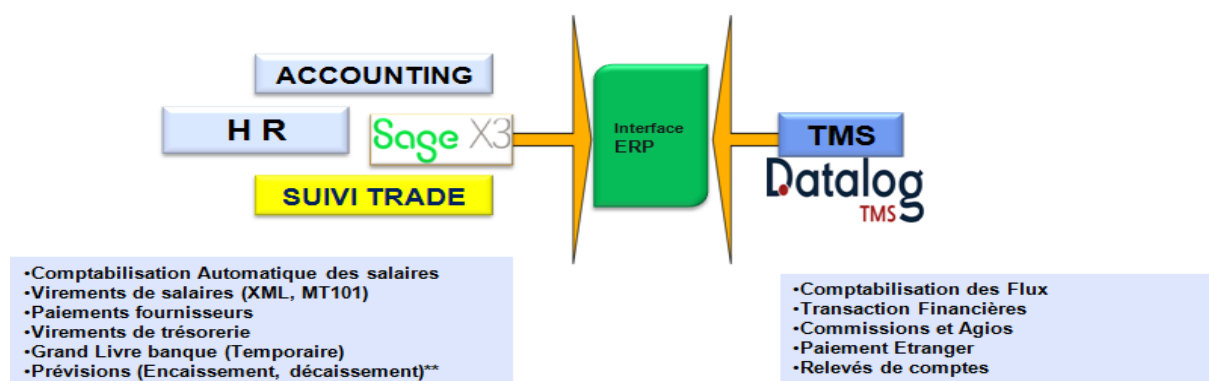 ACCOUNTING
H R
Sage X3
SUIVI TRADE
Interface
ERP
TMS
Datalog
TMS
•Comptabilisation Automatique des salaires
•Virements de salaires (XML, MT101)
•Paiements fournisseurs
•Virements de trésorerie
•Grand Livre banque (Temporaire)
•Prévisions (Encaissement, décaissement)**
•Comptabilisation des Flux
•Transaction Financières
•Commissions et Agios
•Paiement Etranger
•Relevés de comptes